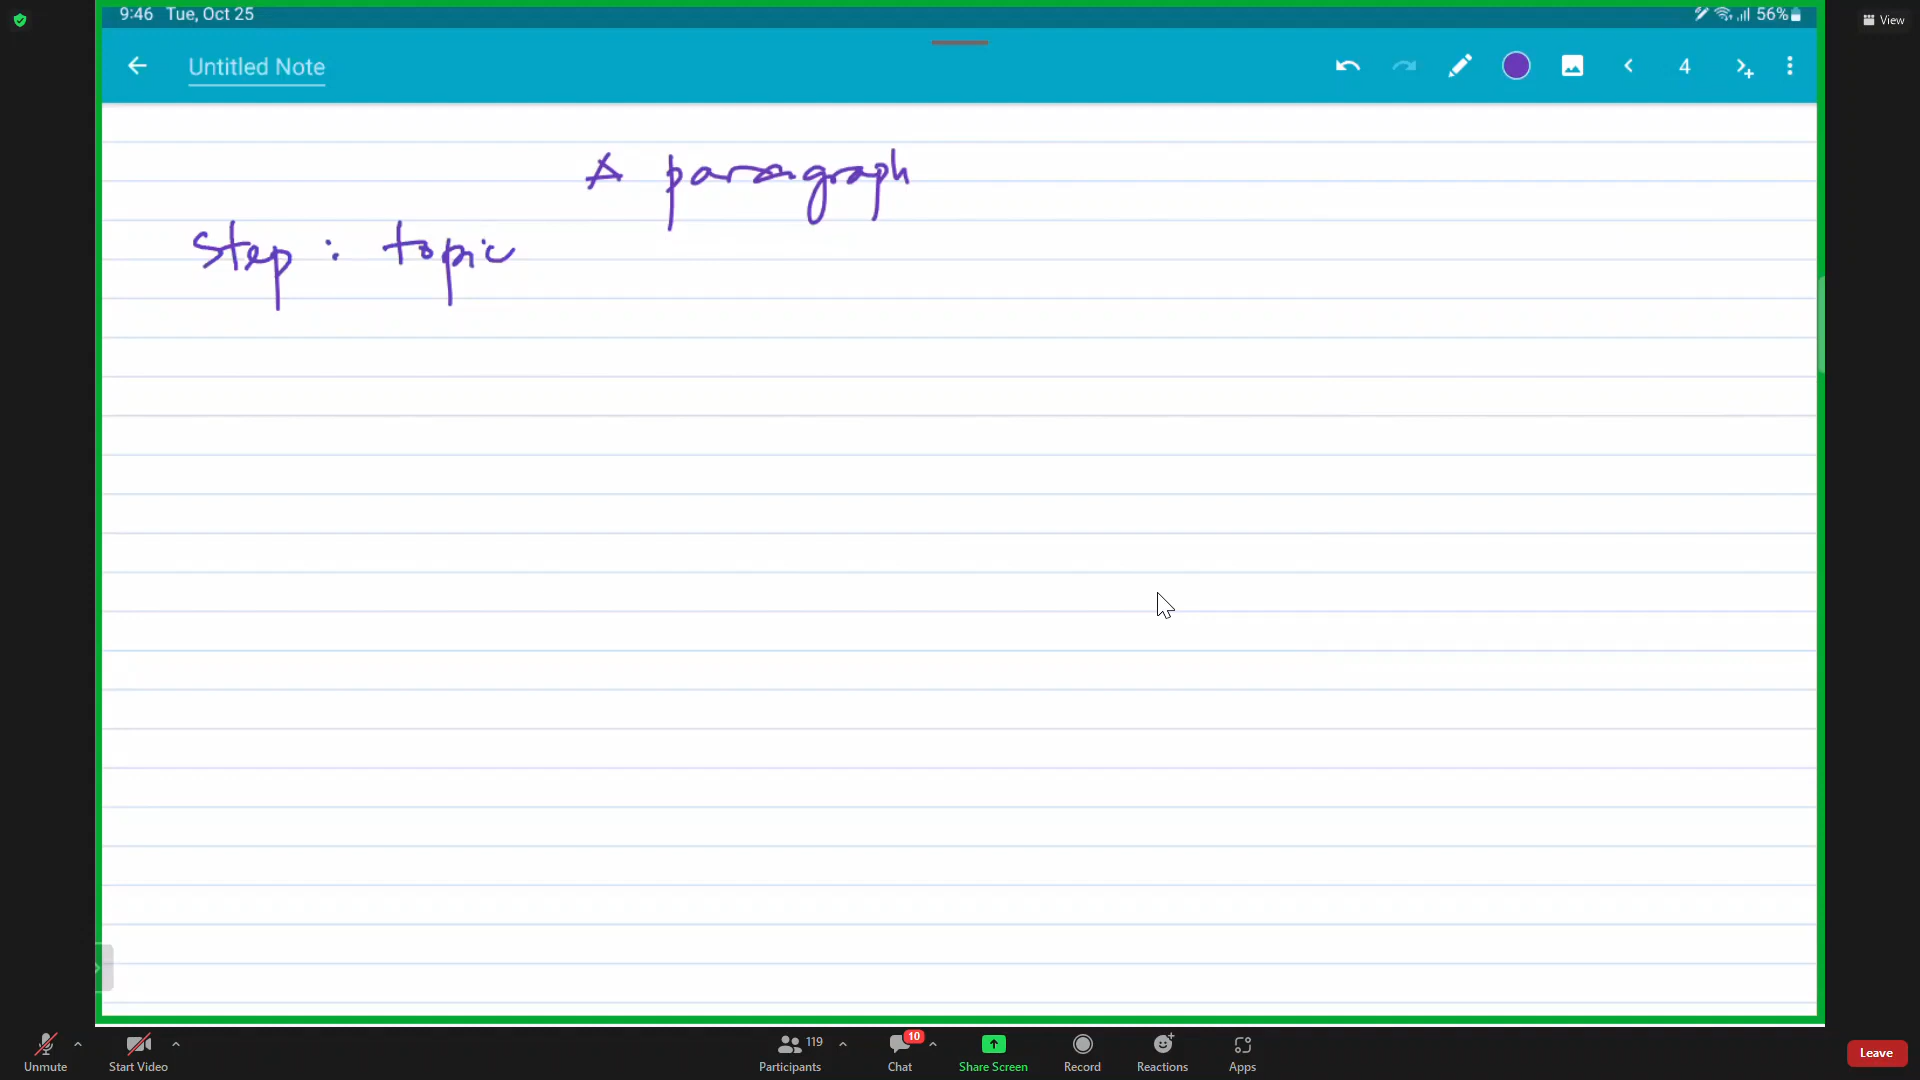 9:46 Tue, Oct 25 56%
View
Untitled Note 4
A paragraph
Step : topic
119 10
Unmute Start Video Participants Chat Share Screen Record Reactions Apps Leave